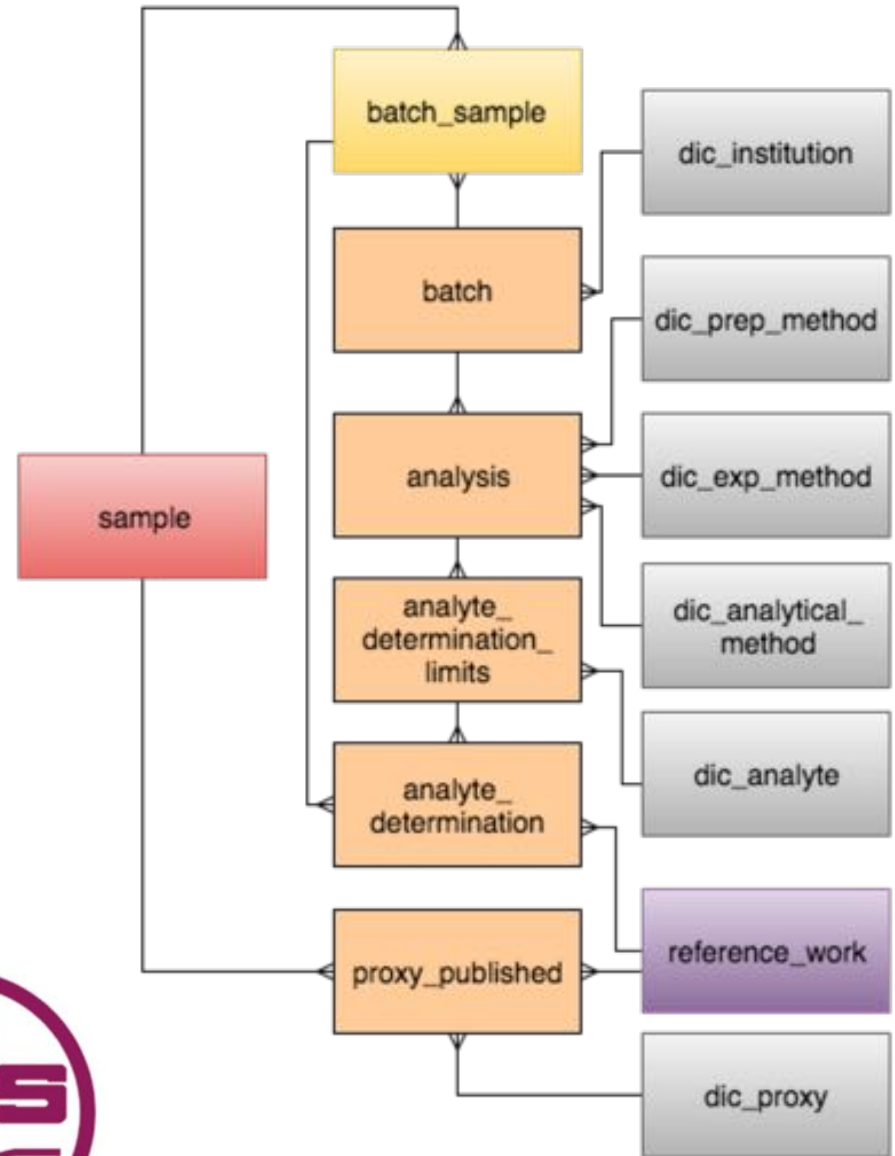 batch_sample
dic_institution
batch
dic_prep_method
analysis
dic_exp_method
sample
analyte_
determination_
limits
dic_analytical_
method
analyte_
determination
dic_analyte
proxy_published
reference_work
dic_proxy